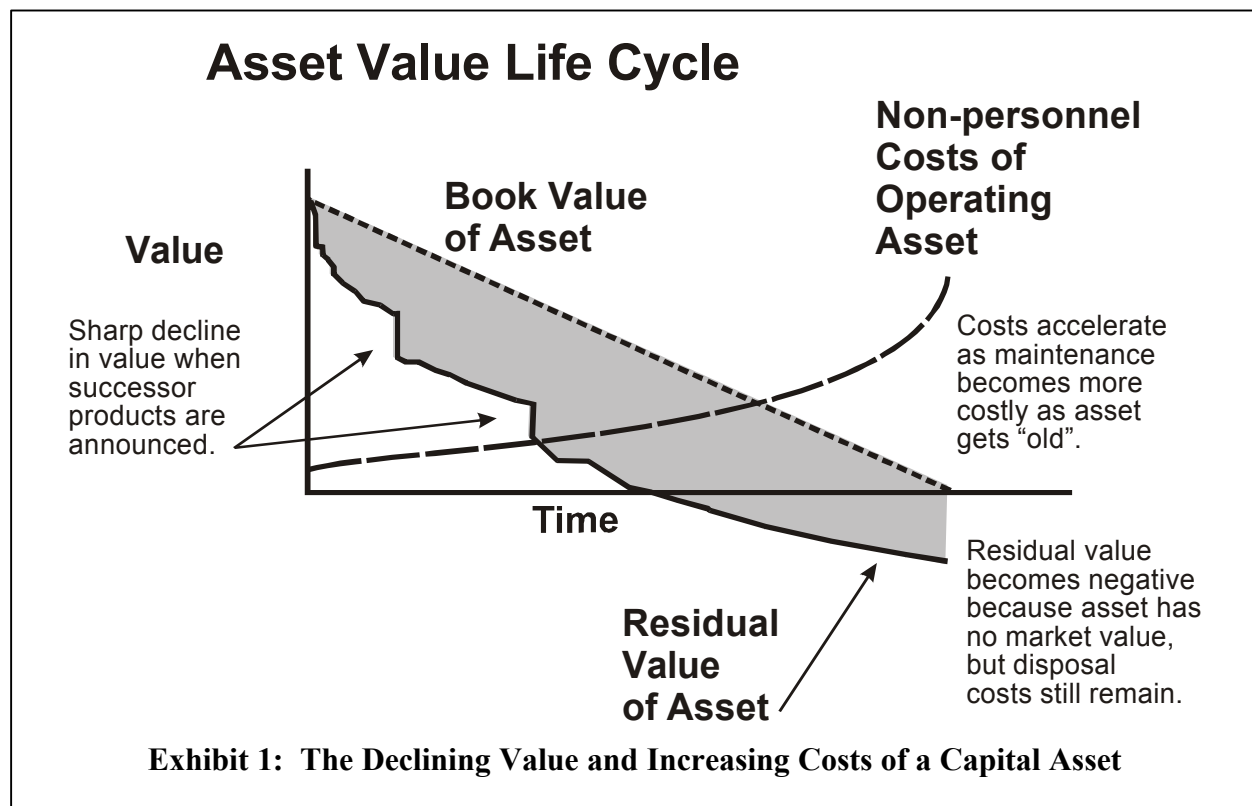 Asset Value Life Cycle
Non-personnel
Costs of
Operating
Asset
Book Value
of Asset
Value
Sharp decline
in value when
successor
products are
announced.
Costs accelerate
as maintenance
becomes more
costly as asset
gets “old”.
Time
Residual value
becomes negative
because asset has
no market value,
but disposal
costs still remain.
Residual
Value
of Asset
Exhibit 1:  The Declining Value and Increasing Costs of a Capital Asset